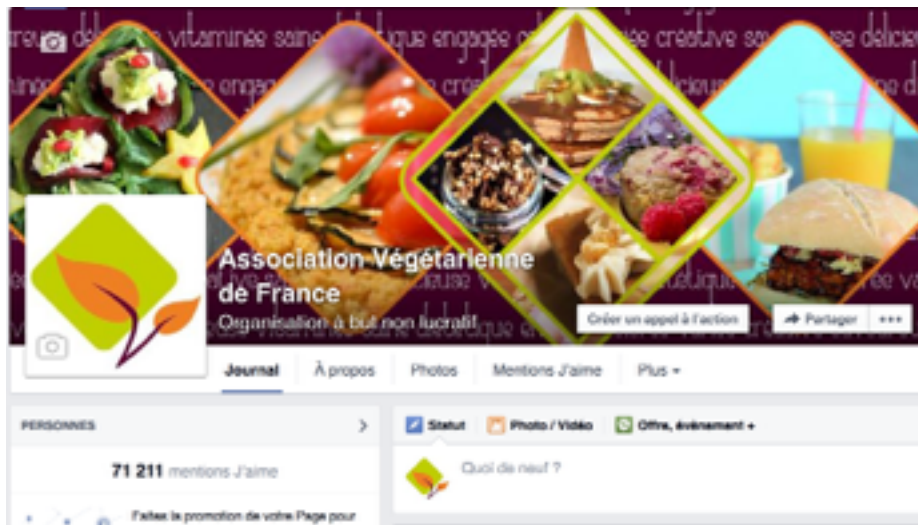 vitaminée saine
engagée
créative
délicie
Association Végétarienne
de France
Organisation à but non lucratif
Créer un appel à l'action
Partager
Journal
À propos
Photos
Mentions J'aime
Plus
PERSONNES
71 211 mentions J'aime
Faites la promotion de votre Page pour
Statut
Photo / Vidéo
Offre, évènement +
Quoi de neuf ?